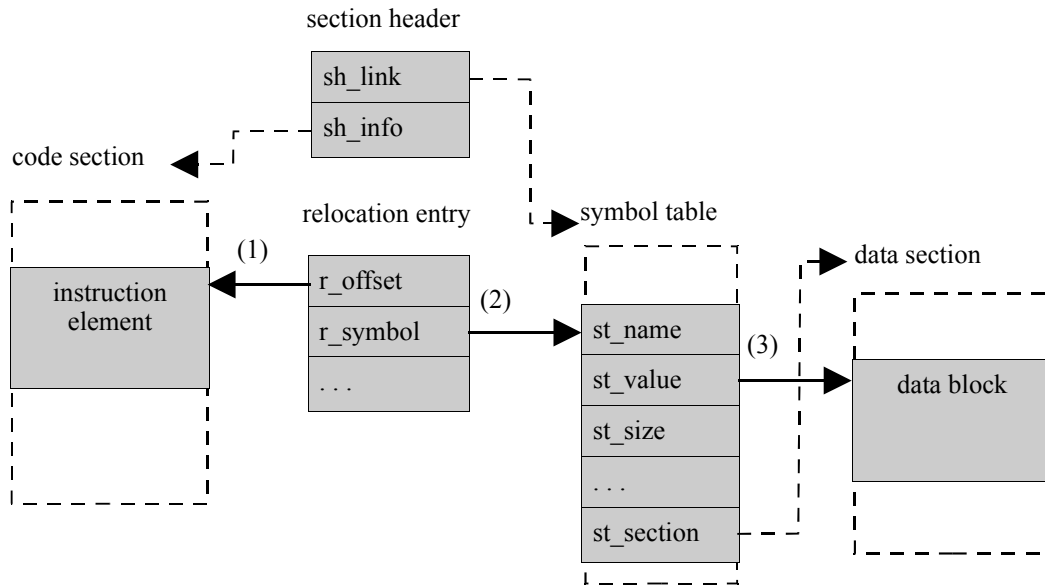 section header
sh_link
sh_info
code section
relocation entry
symbol table
(1)
data section
instruction
element
r_offset
(2)
r_symbol
. . .
st_name
(3)
st_value
data block
st_size
. . .
st_section